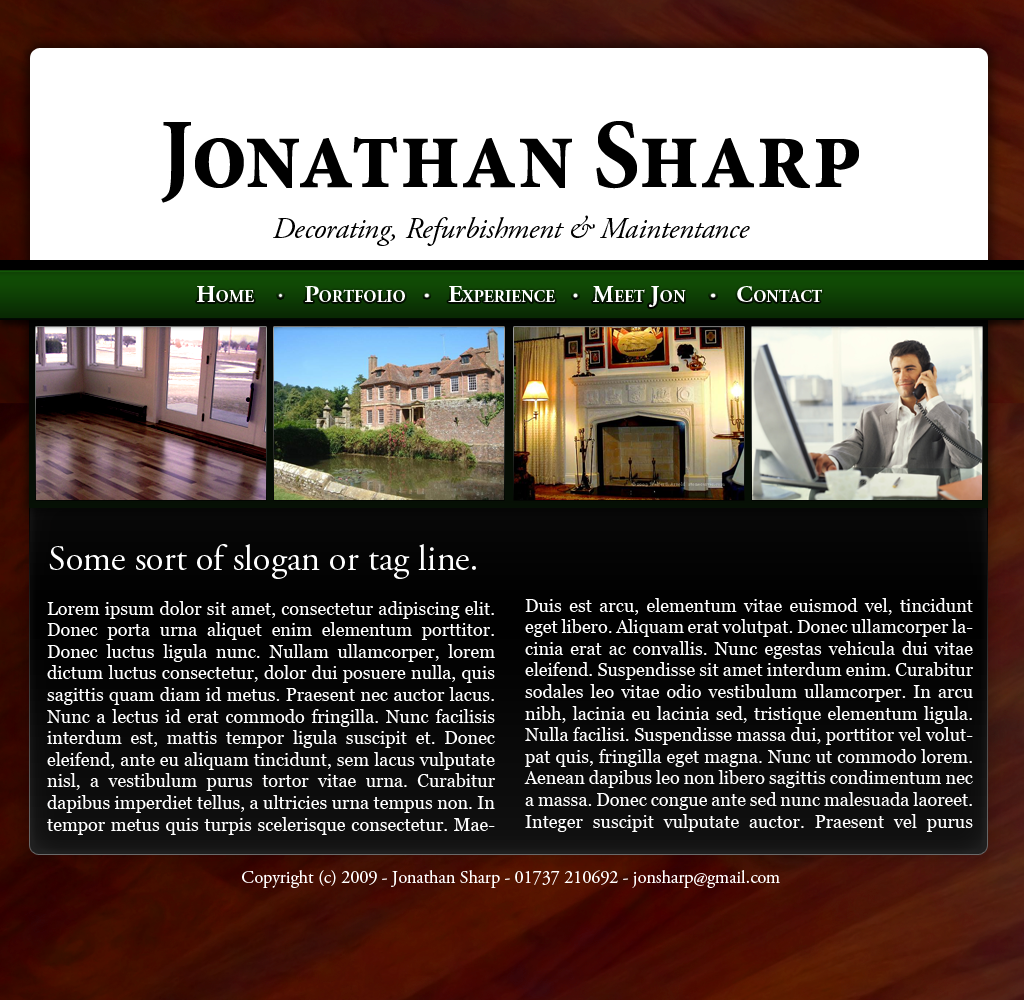 Jonathan Sharp
Decorating, Refurbishment & Maintentance
Home • Portfolio • Experience • Meet Jon • Contact
Some sort of slogan or tag line.
Lorem ipsum dolor sit amet, consectetur adipiscing elit.
Donec porta urna aliquet enim elementum porttitor.
Donec luctus ligula nunc. Nullam ullamcorper, lorem
dictum luctus consectetur, dolor dui posuere nulla, quis
sagittis quam diam id metus. Praesent nec auctor lacus.
Nunc a lectus id erat commodo fringilla. Nunc facilisis
interdum est, mattis tempor ligula suscipit et. Donec
eleifend, ante eu aliquam tincidunt, sem lacus vulputate
nisl, a vestibulum purus tortor vitae urna. Curabitur
dapibus imperdiet tellus, a ultricies urna tempus non. In
tempor metus quis turpis scelerisque consectetur. Mae-
Duis est arcu, elementum vitae euismod vel, tincidunt
eget libero. Aliquam erat volutpat. Donec ullamcorper la-
cinia erat ac convallis. Nunc egestas vehicula dui vitae
eleifend. Suspendisse sit amet interdum enim. Curabitur
sodales leo vitae odio vestibulum ullamcorper. In arcu
nibh, lacinia eu lacinia sed, tristique elementum ligula.
Nulla facilisi. Suspendisse massa dui, porttitor vel volut-
pat quis, fringilla eget magna. Nunc ut commodo lorem.
Aenean dapibus leo non libero sagittis condimentum nec
a massa. Donec congue ante sed nunc malesuada laoreet.
Integer suscipit vulputate auctor. Praesent vel purus
Copyright (c) 2009 - Jonathan Sharp - 01737 210692 - jonsharp@gmail.com